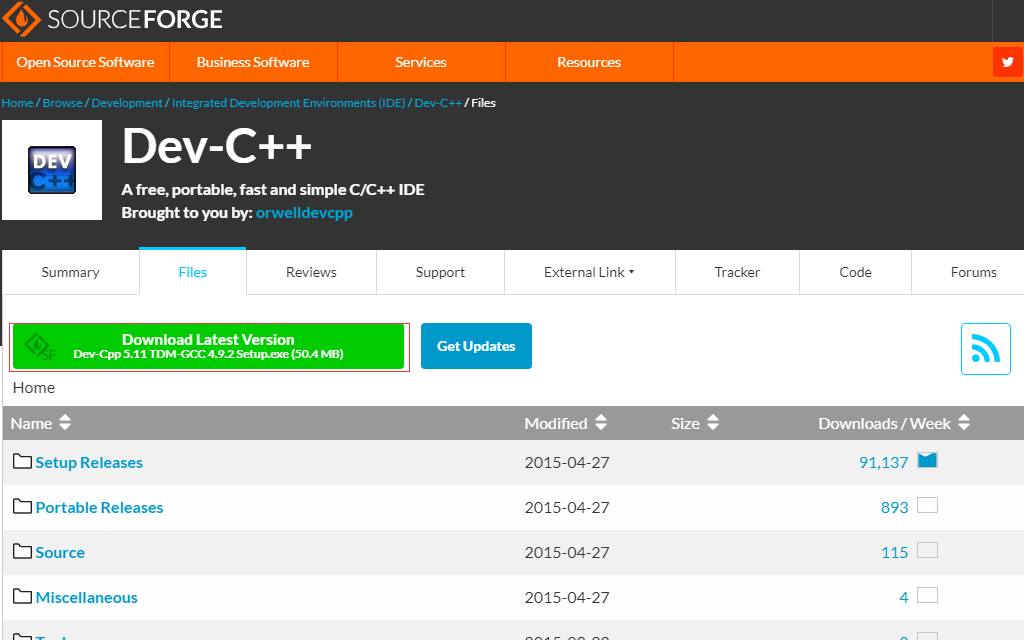 SOURCEFORGE
Open Source Software Business Software Services Resources
Home / Browse / Development / Integrated Development Environments (IDE) / Dev-C++ / Files
DEV
C++
Dev-C++
A free, portable, fast and simple C/C++ IDE
Brought to you by: orwelldevcpp
Summary Files Reviews Support External Link Tracker Code Forums
SF
Download Latest Version
Dev-Cpp 5.11 TDM-GCC 4.9.2 Setup.exe (50.4 MB)
Get Updates
Home
Name Modified Size Downloads / Week
Setup Releases 2015-04-27 91,137
Portable Releases 2015-04-27 893
Source 2015-04-27 115
Miscellaneous 2015-04-27 4